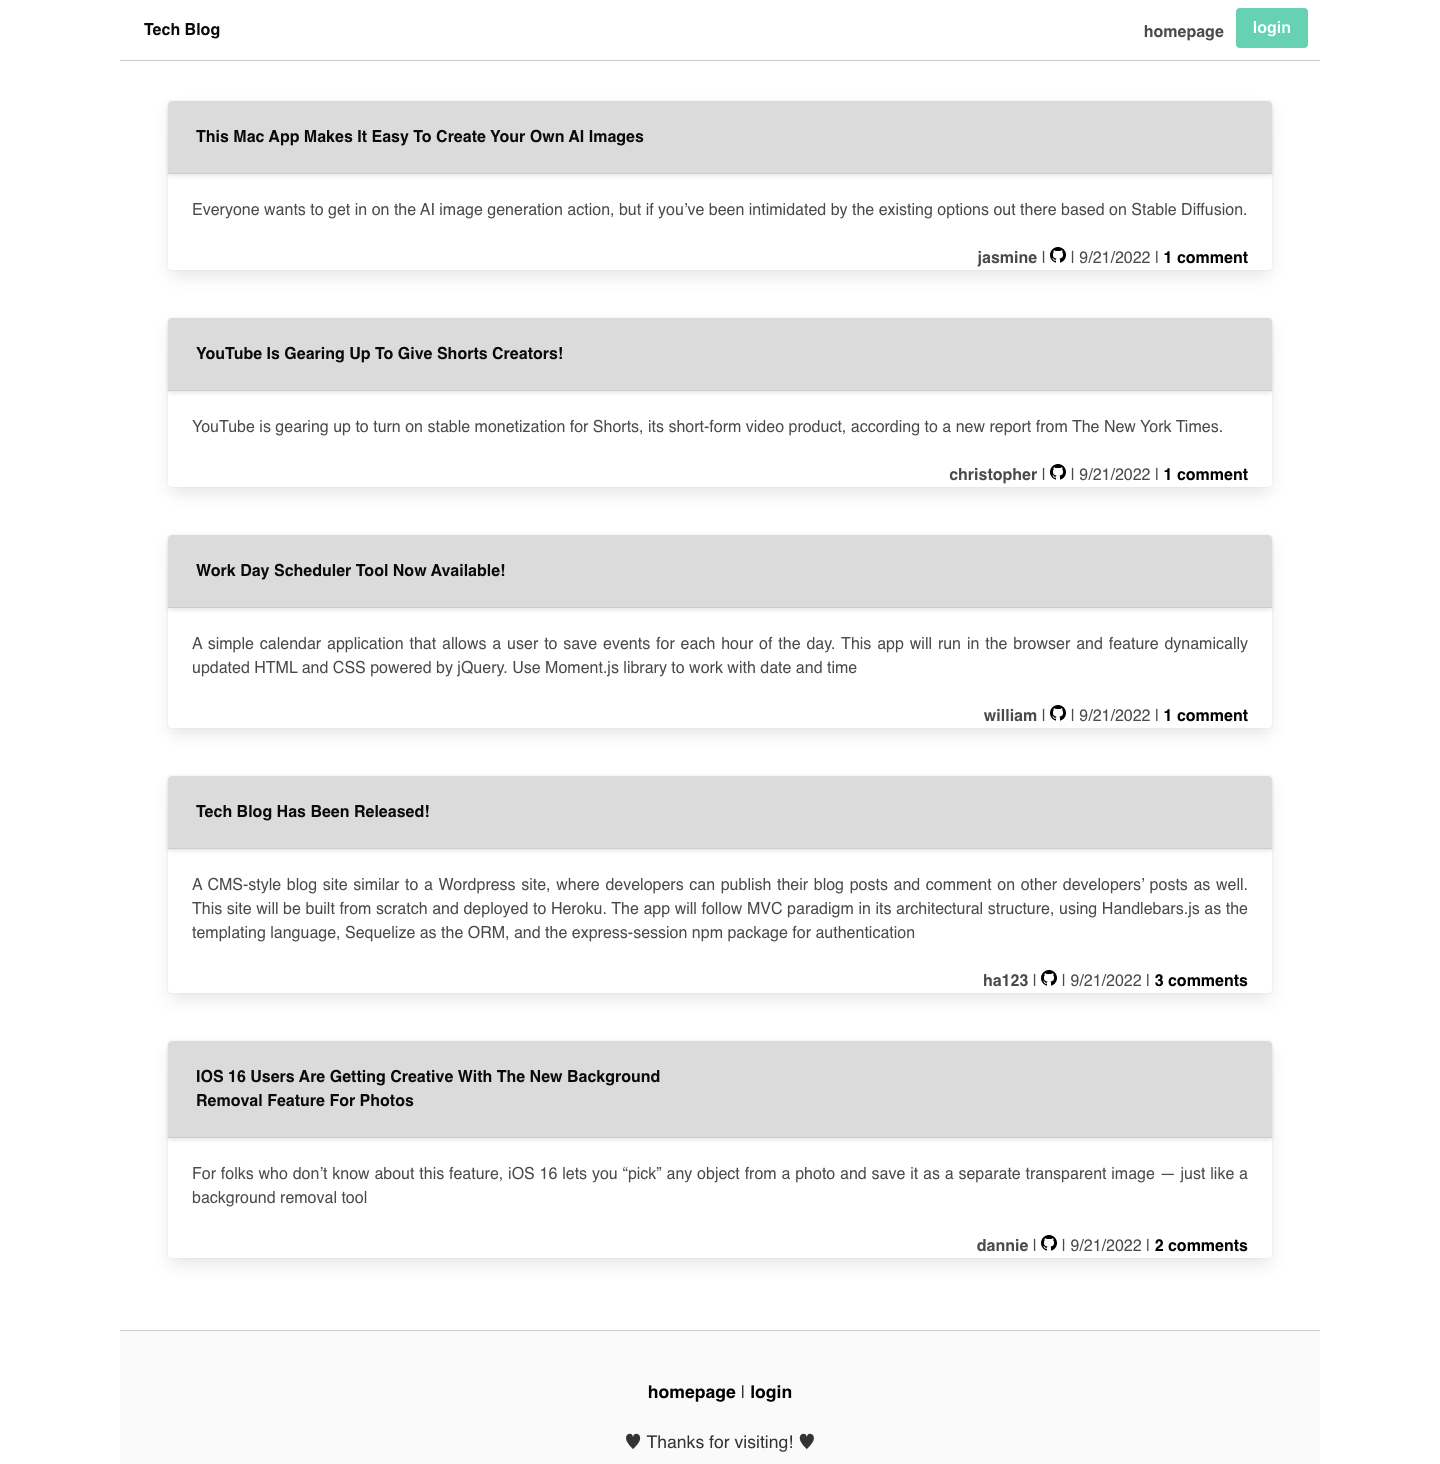 Tech Blog
homepage
login
This Mac App Makes It Easy To Create Your Own AI Images
Everyone wants to get in on the AI image generation action, but if you’ve been intimidated by the existing options out there based on Stable Diffusion.
jasmine | | 9/21/2022 | 1 comment
YouTube Is Gearing Up To Give Shorts Creators!
YouTube is gearing up to turn on stable monetization for Shorts, its short-form video product, according to a new report from The New York Times.
christopher | | 9/21/2022 | 1 comment
Work Day Scheduler Tool Now Available!
A simple calendar application that allows a user to save events for each hour of the day. This app will run in the browser and feature dynamically
updated HTML and CSS powered by jQuery. Use Moment.js library to work with date and time
william | | 9/21/2022 | 1 comment
Tech Blog Has Been Released!
A CMS-style blog site similar to a Wordpress site, where developers can publish their blog posts and comment on other developers’ posts as well.
This site will be built from scratch and deployed to Heroku. The app will follow MVC paradigm in its architectural structure, using Handlebars.js as the
templating language, Sequelize as the ORM, and the express-session npm package for authentication
ha123 | | 9/21/2022 | 3 comments
IOS 16 Users Are Getting Creative With The New Background
Removal Feature For Photos
For folks who don’t know about this feature, iOS 16 lets you “pick” any object from a photo and save it as a separate transparent image — just like a
background removal tool
dannie | | 9/21/2022 | 2 comments
homepage | login
♥ Thanks for visiting! ♥